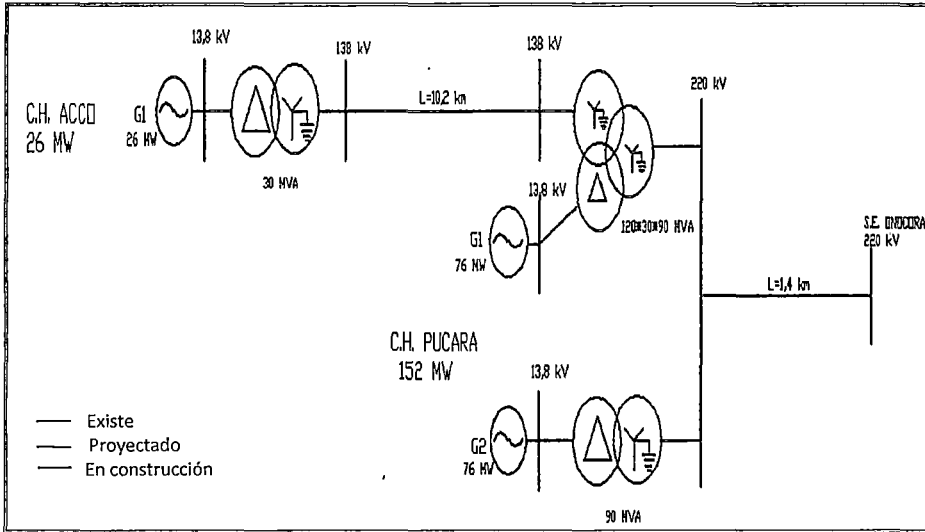 13,8 kV
138 kV
138 kV
220 kV
C.H. ACCO
26 MW
G1
26 MW
30 MVA
L=10,2 km
13,8 kV
G1
76 MW
120*30*90 MVA
S.E. ONOCORA
220 kV
L=1,4 km
C.H. PUCARA
152 MW
13,8 kV
G2
76 MW
90 MVA
Existe
Proyectado
En construcción